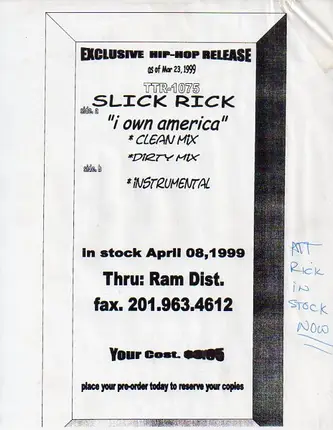 EXCLUSIVE HIP-HOP RELEASE
as of Mar 23, 1999
TTR-1075
SLICK RICK
side. a
"i own america"
* CLEAN MIX
*DIRTY MIX
side. b
* INSTRUMENTAL
In stock April 08,1999
Thru: Ram Dist.
fax. 201.963.4612
Your Cost.
place your pre-order today to reserve your copies
ATT
RICK
IN
STOCK
NOW